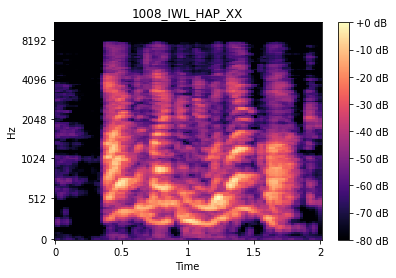 1008_IWL_HAP_XX
+0 dB
8192
-10 dB
4096
-20 dB
-30 dB
2048
Hz
-40 dB
1024
-50 dB
512
-60 dB
-70 dB
0
-80 dB
0 0.5 1 1.5 2
Time